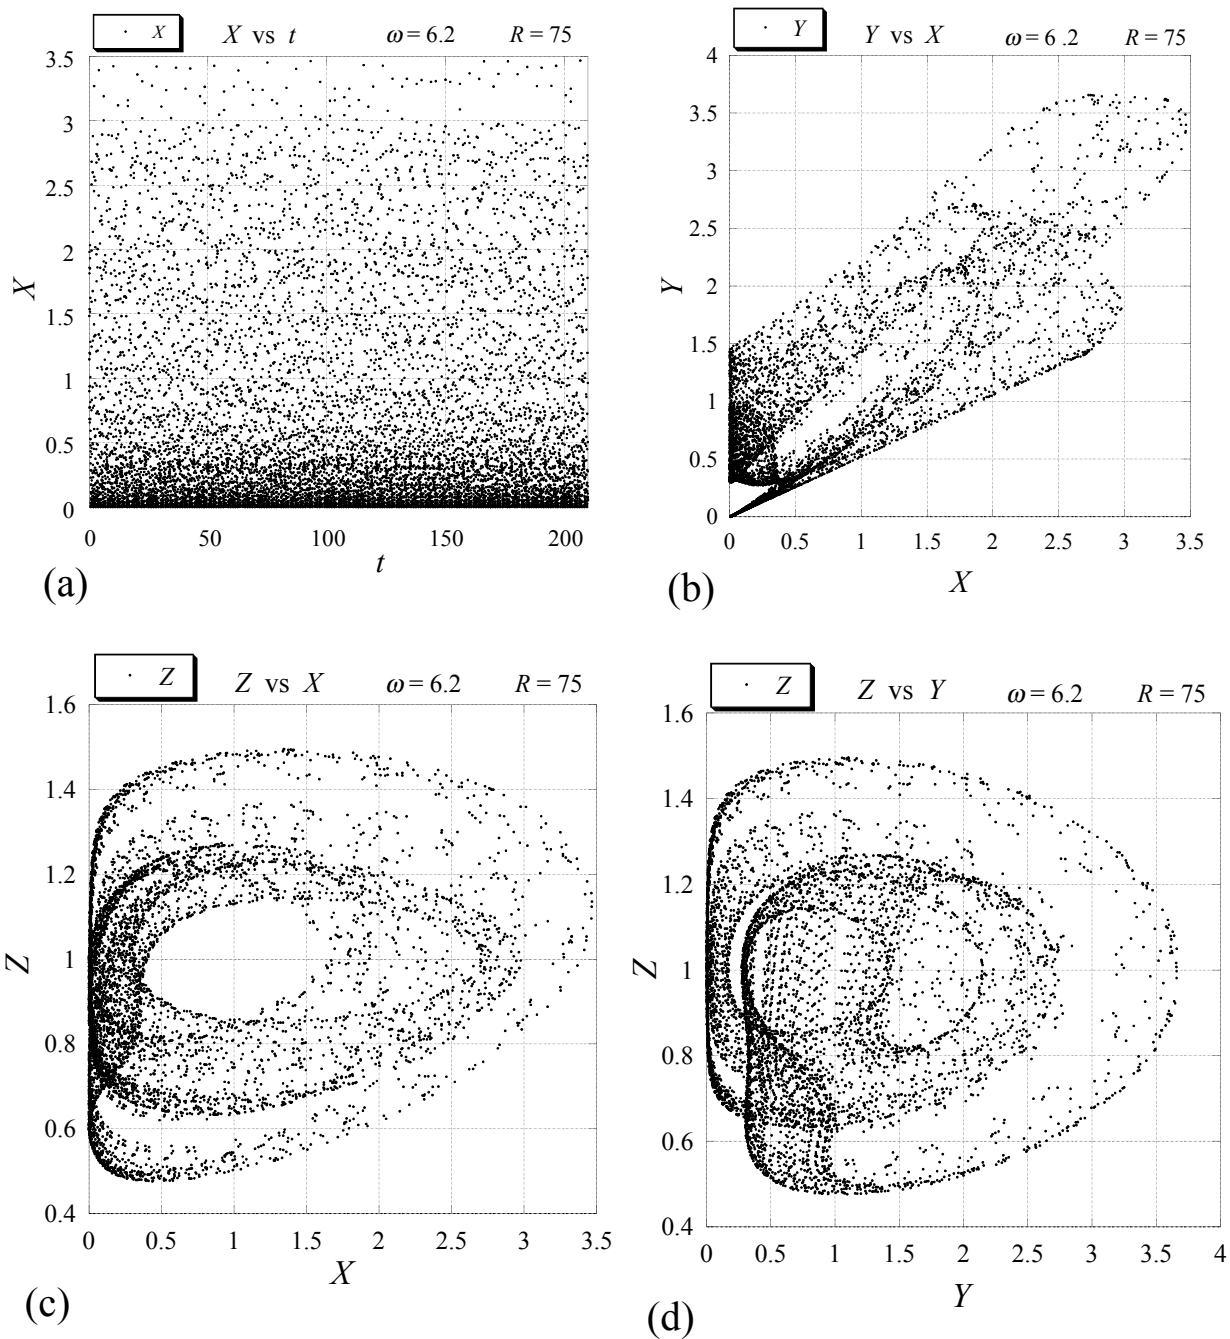 X X vs t ω = 6.2 R = 75
3.5
3
2.5
2
1.5
1
0.5
0
X
0 50 100 150 200
t
(a)
Y Y vs X ω = 6 .2 R = 75
4
3.5
3
2.5
2
1.5
1
0.5
0
Y
0 0.5 1 1.5 2 2.5 3 3.5
X
(b)
Z Z vs X ω = 6.2 R = 75
1.6
1.4
1.2
1
0.8
0.6
0.4
Z
0 0.5 1 1.5 2 2.5 3 3.5
X
(c)
Z Z vs Y ω = 6.2 R = 75
1.6
1.4
1.2
1
0.8
0.6
0.4
Z
0 0.5 1 1.5 2 2.5 3 3.5 4
Y
(d)